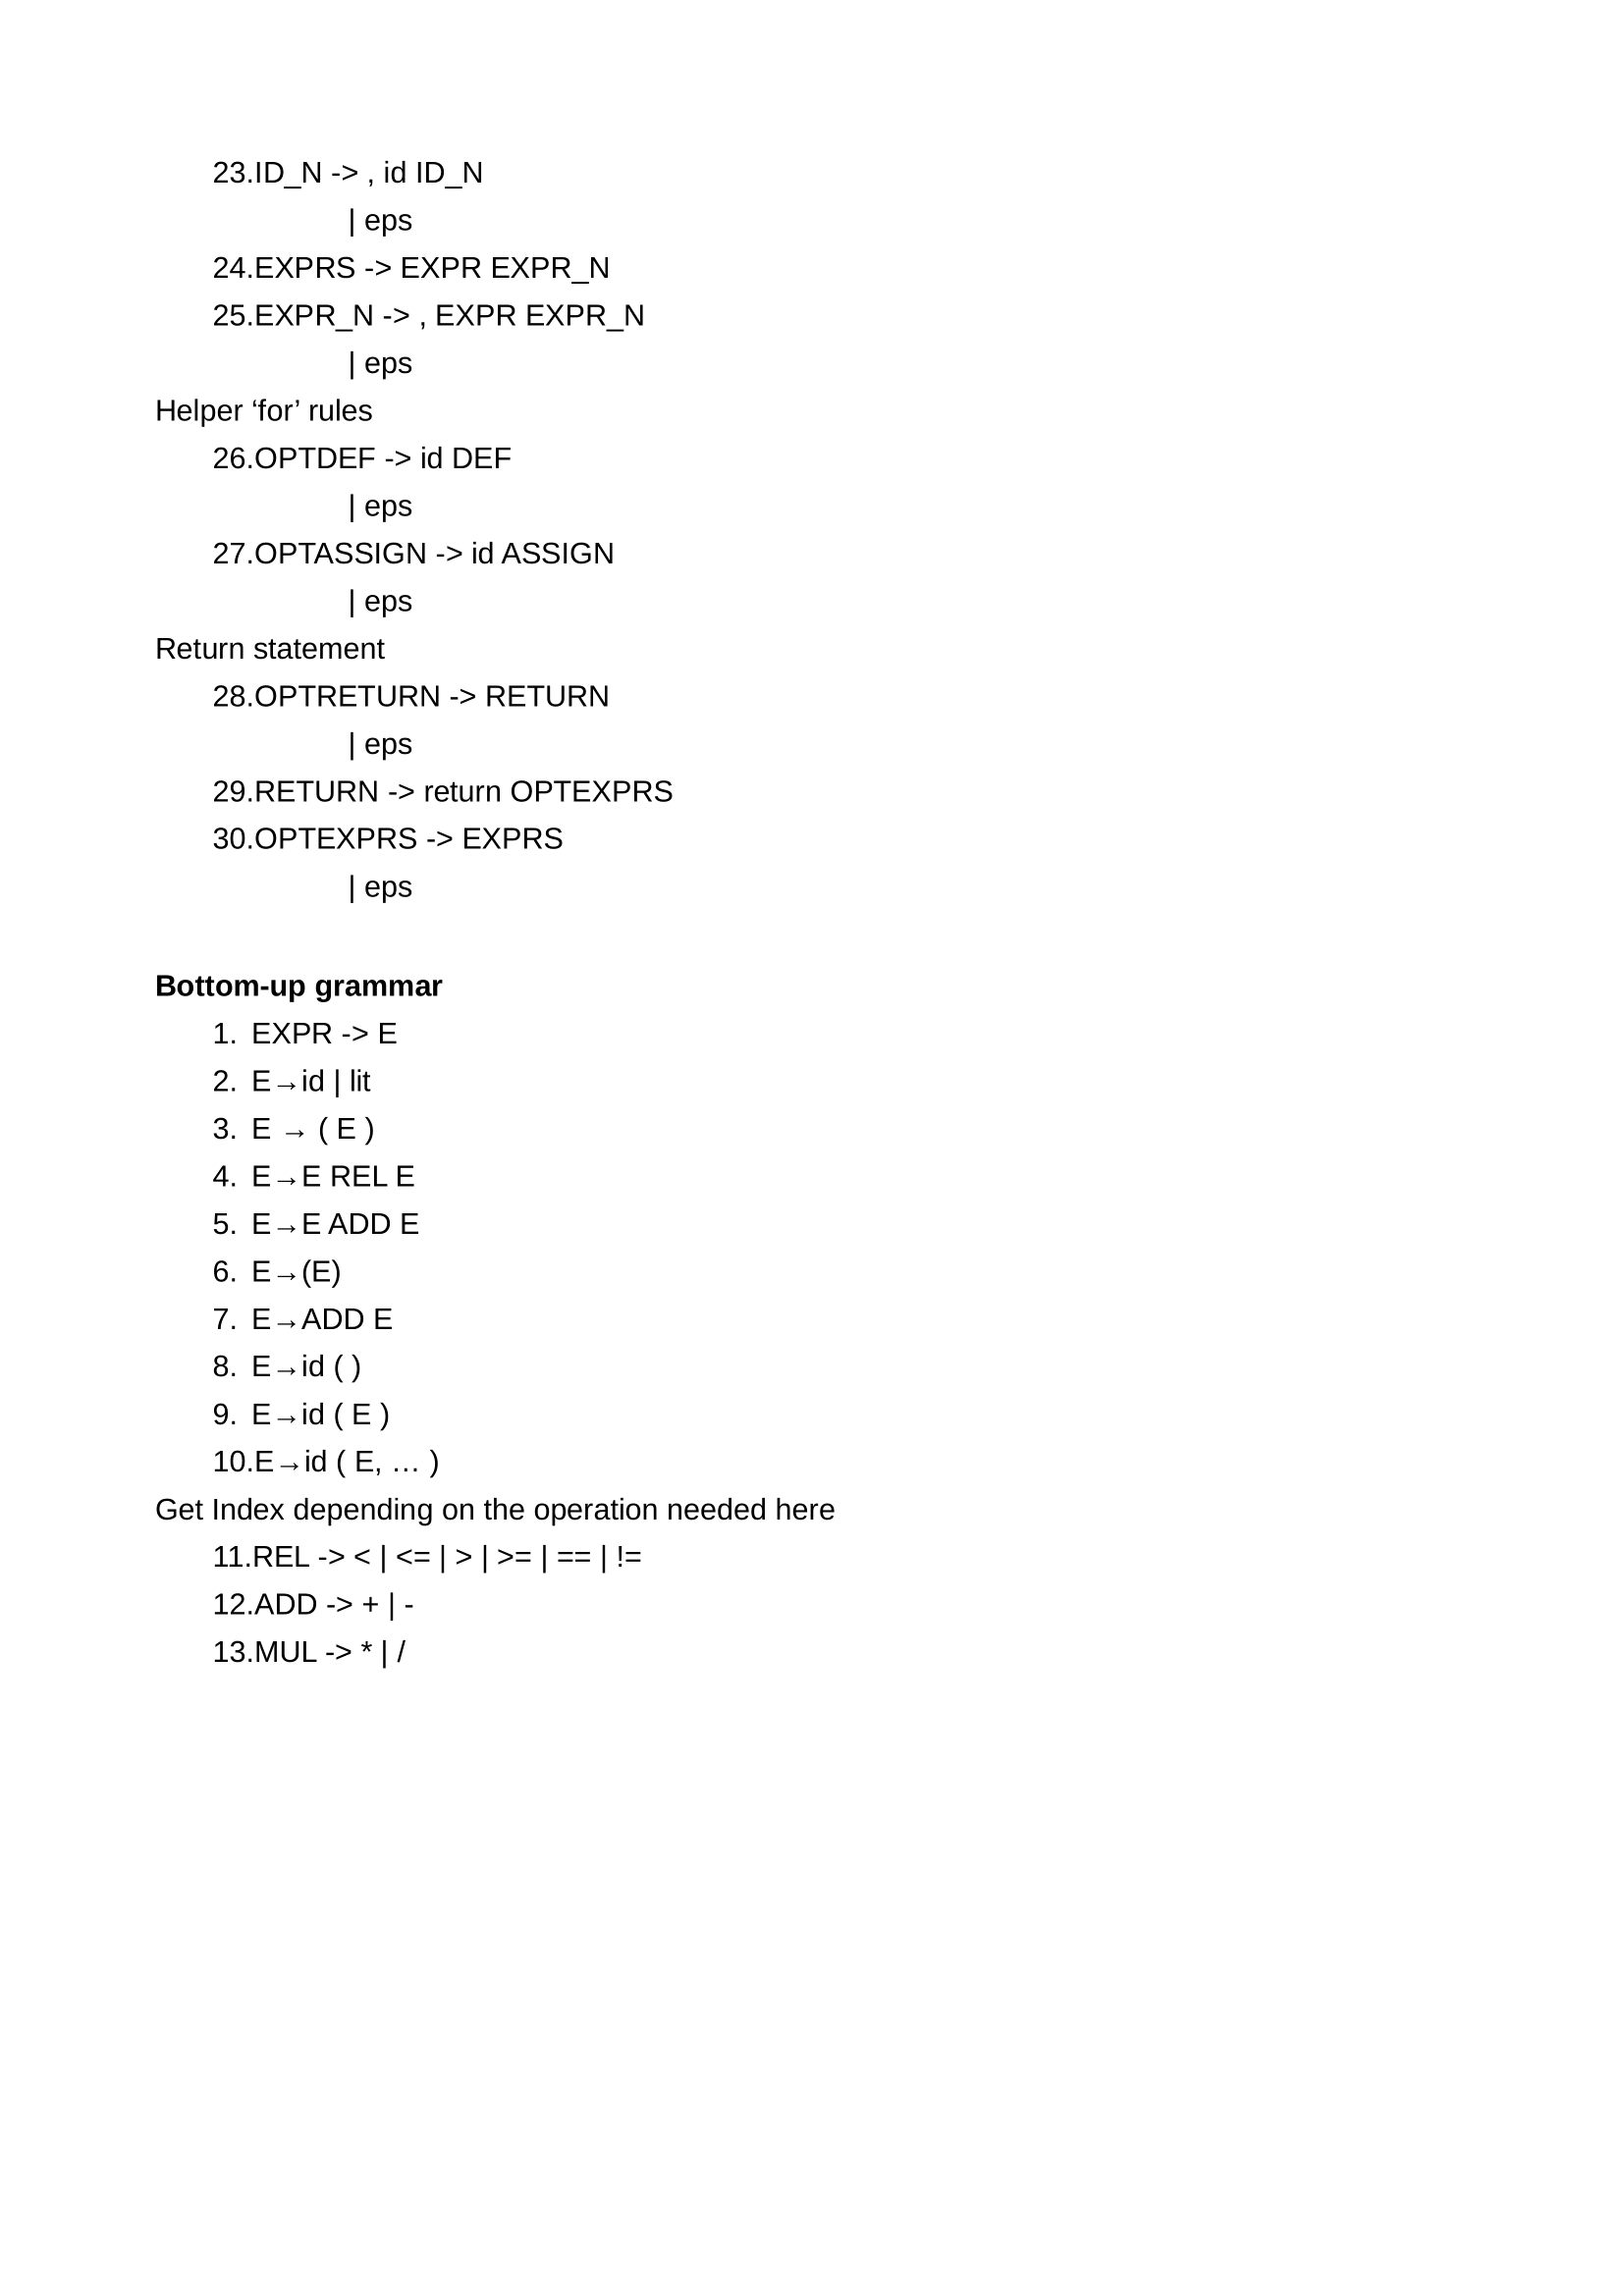 23.ID_N -> , id ID_N
| eps
24.EXPRS -> EXPR EXPR_N
25.EXPR_N -> , EXPR EXPR_N
| eps
Helper ‘for’ rules
26.OPTDEF -> id DEF
| eps
27.OPTASSIGN -> id ASSIGN
| eps
Return statement
28.OPTRETURN -> RETURN
| eps
29.RETURN -> return OPTEXPRS
30.OPTEXPRS -> EXPRS
| eps
Bottom-up grammar
1. EXPR -> E
2. E→id | lit
3. E → ( E )
4. E→E REL E
5. E→E ADD E
6. E→(E)
7. E→ADD E
8. E→id ( )
9. E→id ( E )
10.E→id ( E, … )
Get Index depending on the operation needed here
11.REL -> < | <= | > | >= | == | !=
12.ADD -> + | -
13.MUL -> * | /